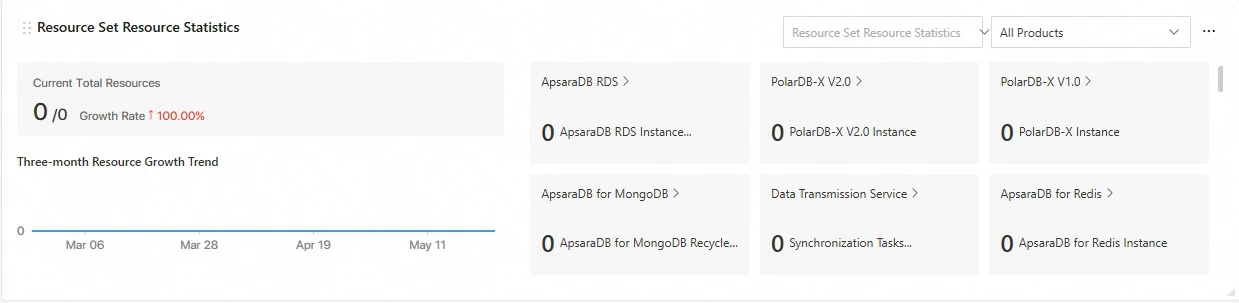 Resource Set Resource Statistics
Resource Set Resource Statistics
All Products
Current Total Resources
0 /0 Growth Rate ↑ 100.00%
Three-month Resource Growth Trend
0
Mar 06 Mar 28 Apr 19 May 11
ApsaraDB RDS >
0 ApsaraDB RDS Instance...
PolarDB-X V2.0 >
0 PolarDB-X V2.0 Instance
PolarDB-X V1.0 >
0 PolarDB-X Instance
ApsaraDB for MongoDB >
0 ApsaraDB for MongoDB Recycle...
Data Transmission Service >
0 Synchronization Tasks...
ApsaraDB for Redis >
0 ApsaraDB for Redis Instance